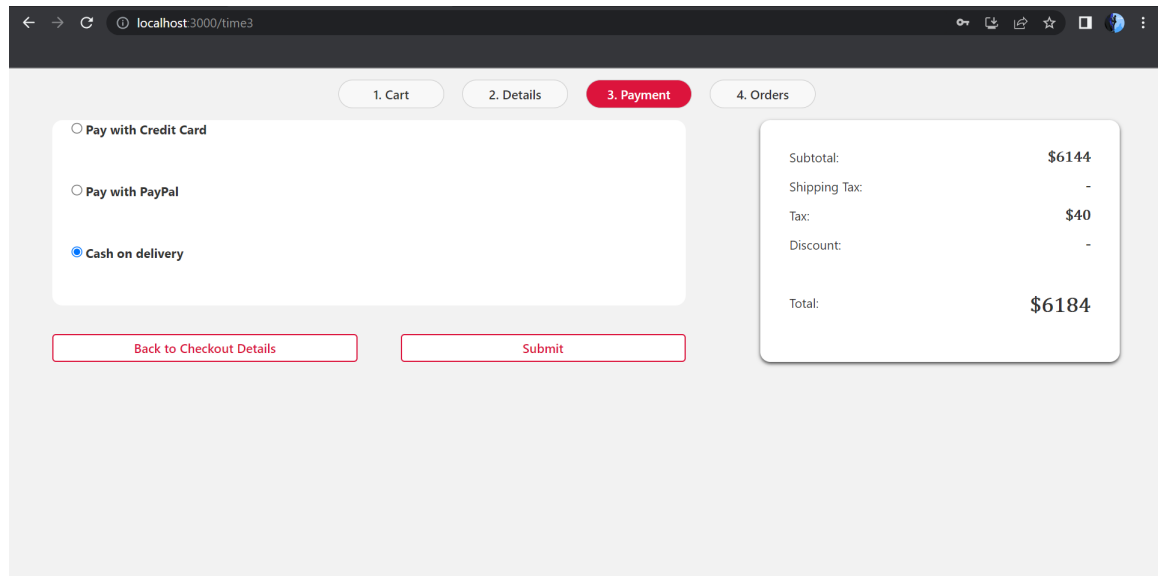 localhost:3000/time3
1. Cart
2. Details
3. Payment
4. Orders
Pay with Credit Card
Pay with PayPal
Cash on delivery
Back to Checkout Details
Submit
Subtotal: $6144
Shipping Tax: -
Tax: $40
Discount: -
Total: $6184